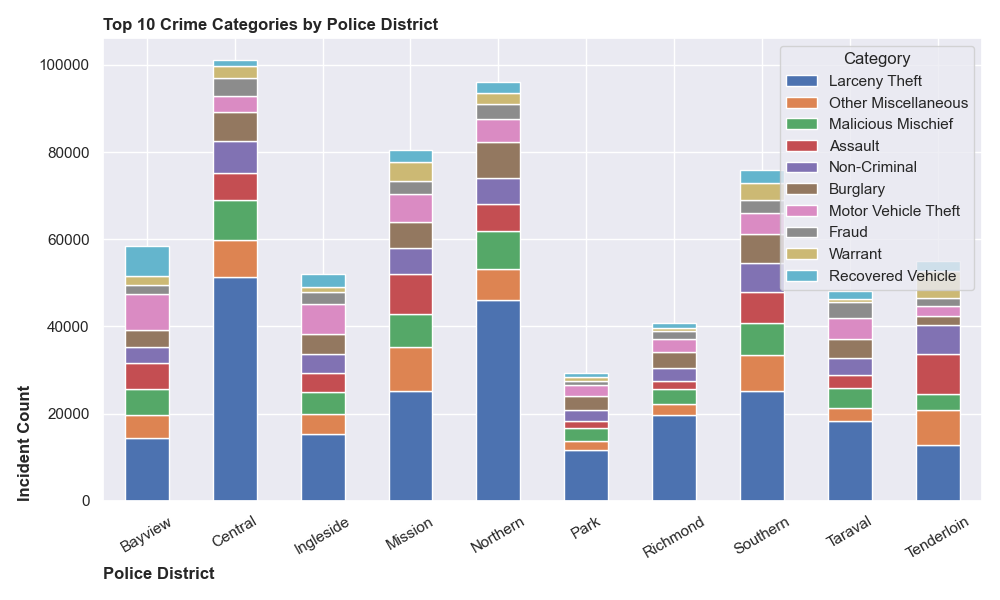 Top 10 Crime Categories by Police District
Incident Count
100000
80000
60000
40000
20000
0
Category
Larceny Theft
Other Miscellaneous
Malicious Mischief
Assault
Non-Criminal
Burglary
Motor Vehicle Theft
Fraud
Warrant
Recovered Vehicle
Bayview
Central
Ingleside
Mission
Northern
Park
Richmond
Southern
Taraval
Tenderloin
Police District